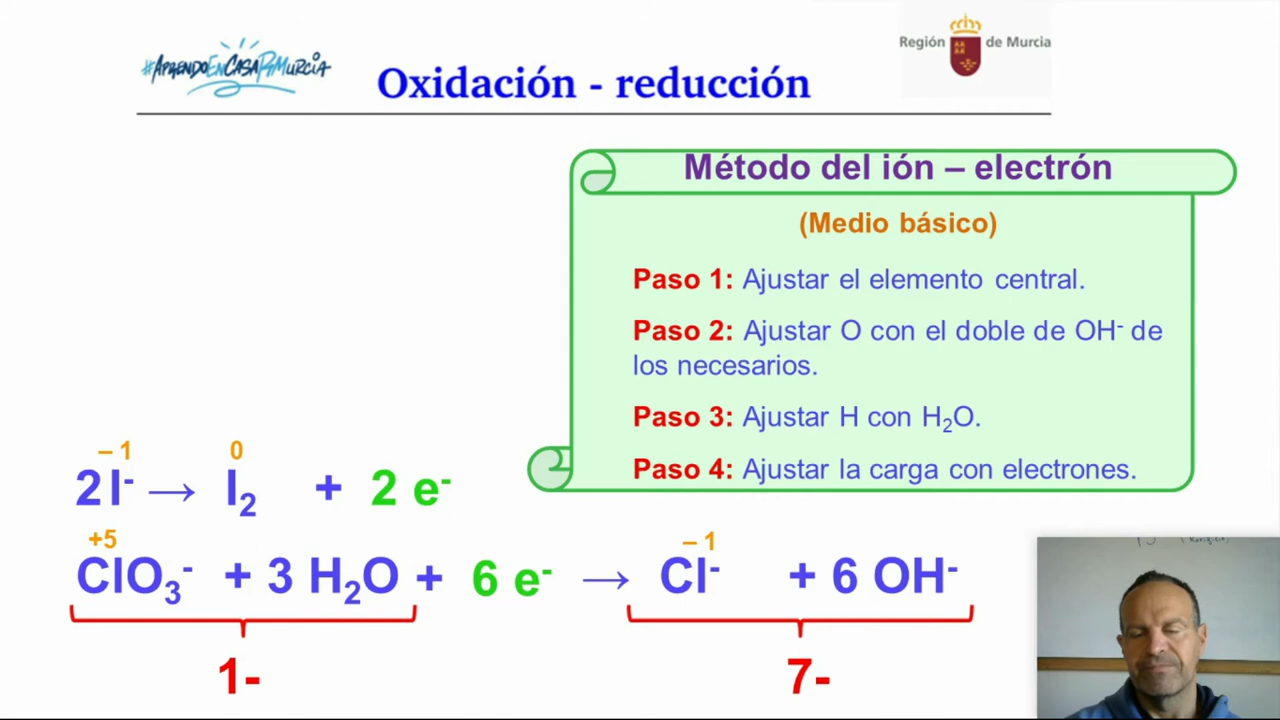 #AprendoEnCasaRMurcia
Región de Murcia
Oxidación - reducción
Método del ión – electrón
(Medio básico)
Paso 1: Ajustar el elemento central.
Paso 2: Ajustar O con el doble de OH⁻ de
los necesarios.
Paso 3: Ajustar H con H₂O.
Paso 4: Ajustar la carga con electrones.
– 1 0
2 I⁻ → I₂ + 2 e⁻
+5 – 1
ClO₃⁻ + 3 H₂O + 6 e⁻ → Cl⁻ + 6 OH⁻
1- 7-